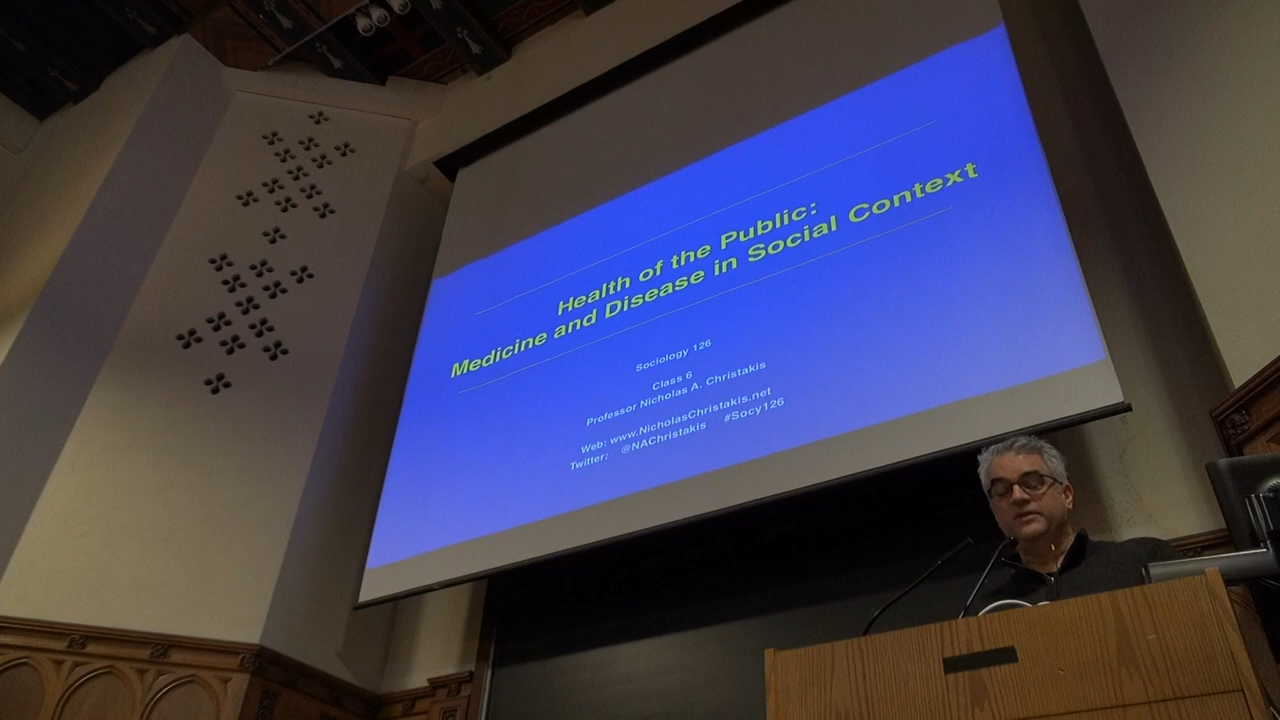 Health of the Public:
Medicine and Disease in Social Context
Sociology 126
Class 6
Professor Nicholas A. Christakis
Web: www.NicholasChristakis.net
Twitter: @NAChristakis #Socy126